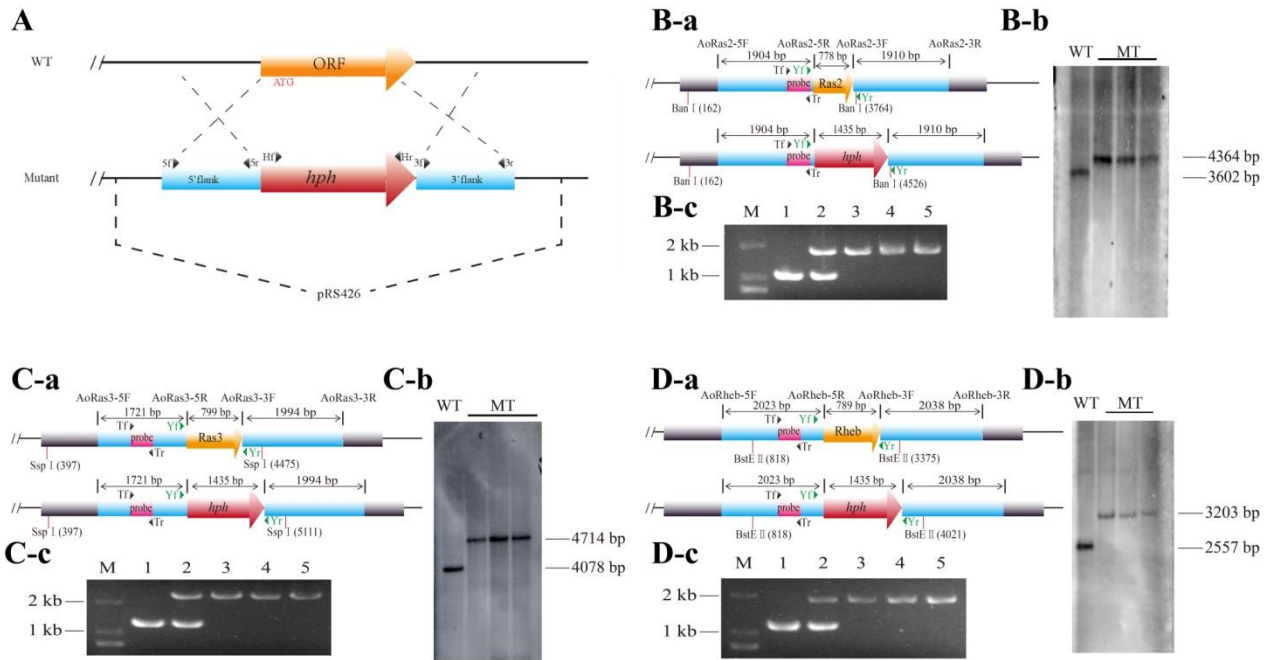 A
WT
ORF
ATG
5f
5r
Hf
Hr
3f
3r
Mutant
5'flank
hph
3'flank
pRS426
B-a
AoRas2-5F
AoRas2-5R
AoRas2-3F
AoRas2-3R
1904 bp
778 bp
1910 bp
Tf
Yf
probe
Ras2
Tr
Yr
Ban I (162)
Ban I (3764)
1904 bp
1435 bp
1910 bp
Tf
Yf
probe
hph
Tr
Yr
Ban I (162)
Ban I (4526)
B-b
WT
MT
4364 bp
3602 bp
B-c
M 1 2 3 4 5
2 kb
1 kb
C-a
AoRas3-5F
AoRas3-5R
AoRas3-3F
AoRas3-3R
1721 bp
799 bp
1994 bp
Tf
Yf
probe
Ras3
Tr
Yr
Ssp I (397)
Ssp I (4475)
1721 bp
1435 bp
1994 bp
Tf
Yf
probe
hph
Tr
Yr
Ssp I (397)
Ssp I (5111)
C-b
WT
MT
4714 bp
4078 bp
C-c
M 1 2 3 4 5
2 kb
1 kb
D-a
AoRheb-5F
AoRheb-5R
AoRheb-3F
AoRheb-3R
2023 bp
789 bp
2038 bp
Tf
Yf
probe
Rheb
Tr
Yr
BstE II (818)
BstE II (3375)
2023 bp
1435 bp
2038 bp
Tf
Yf
probe
hph
Tr
Yr
BstE II (818)
BstE II (4021)
D-b
WT
MT
3203 bp
2557 bp
D-c
M 1 2 3 4 5
2 kb
1 kb